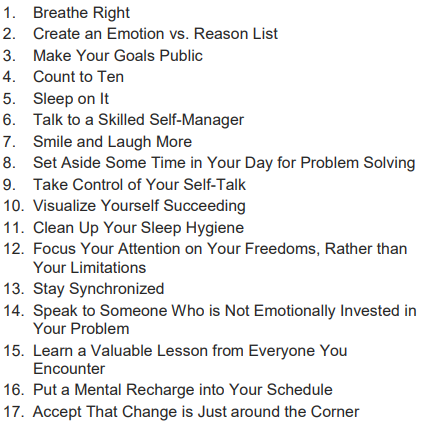 1. Breathe Right
2. Create an Emotion vs. Reason List
3. Make Your Goals Public
4. Count to Ten
5. Sleep on It
6. Talk to a Skilled Self-Manager
7. Smile and Laugh More
8. Set Aside Some Time in Your Day for Problem Solving
9. Take Control of Your Self-Talk
10. Visualize Yourself Succeeding
11. Clean Up Your Sleep Hygiene
12. Focus Your Attention on Your Freedoms, Rather than
Your Limitations
13. Stay Synchronized
14. Speak to Someone Who is Not Emotionally Invested in
Your Problem
15. Learn a Valuable Lesson from Everyone You
Encounter
16. Put a Mental Recharge into Your Schedule
17. Accept That Change is Just around the Corner